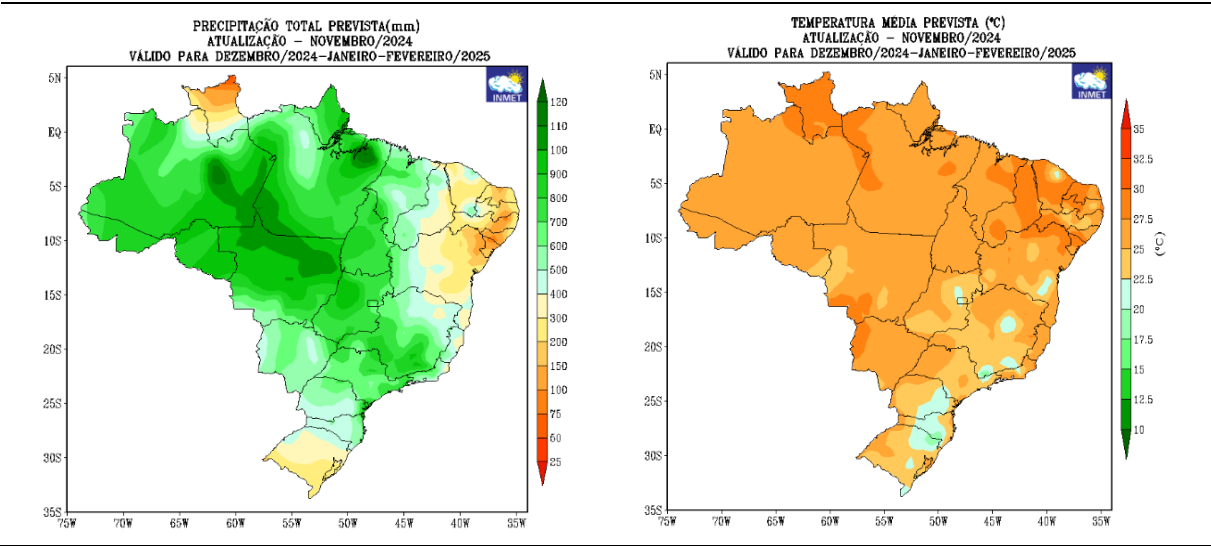 PRECIPITAÇÃO TOTAL PREVISTA(mm)
ATUALIZAÇÃO - NOVEMBRO/2024
VÁLIDO PARA DEZEMBRO/2024-JANEIRO-FEVEREIRO/2025
INMET
5N
EQ
5S
10S
15S
20S
25S
30S
35S
75W
70W
65W
60W
55W
50W
45W
40W
35W
120
110
100
900
800
700
600
500
400
300
200
150
100
75
50
25
TEMPERATURA MÉDIA PREVISTA (°C)
ATUALIZAÇÃO - NOVEMBRO/2024
VÁLIDO PARA DEZEMBRO/2024-JANEIRO-FEVEREIRO/2025
INMET
5N
EQ
5S
10S
15S
20S
25S
30S
35S
75W
70W
65W
60W
55W
50W
45W
40W
35W
35
32.5
30
27.5
25
22.5
20
17.5
15
12.5
10
(°C)